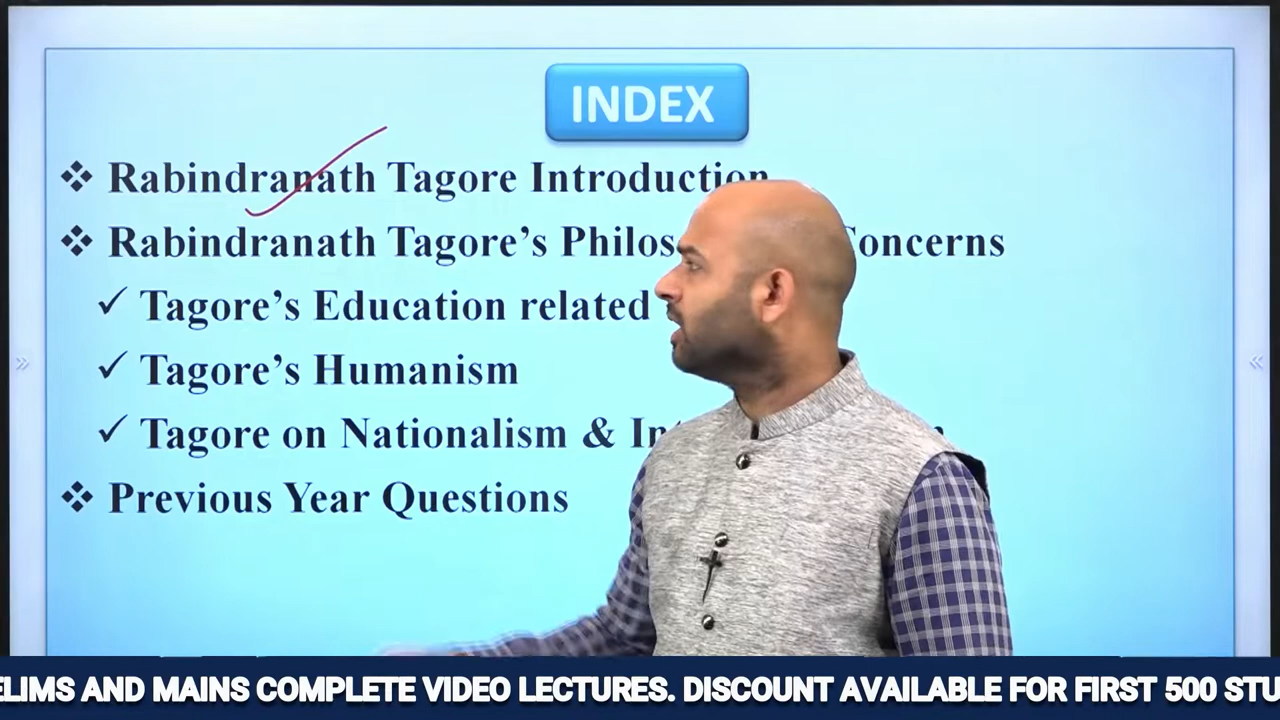 INDEX
Rabindranath Tagore Introduction
Rabindranath Tagore's Philos oncerns
Tagore's Education related
Tagore's Humanism
Tagore on Nationalism & In
Previous Year Questions
ELIMS AND MAINS COMPLETE VIDEO LECTURES. DISCOUNT AVAILABLE FOR FIRST 500 STU